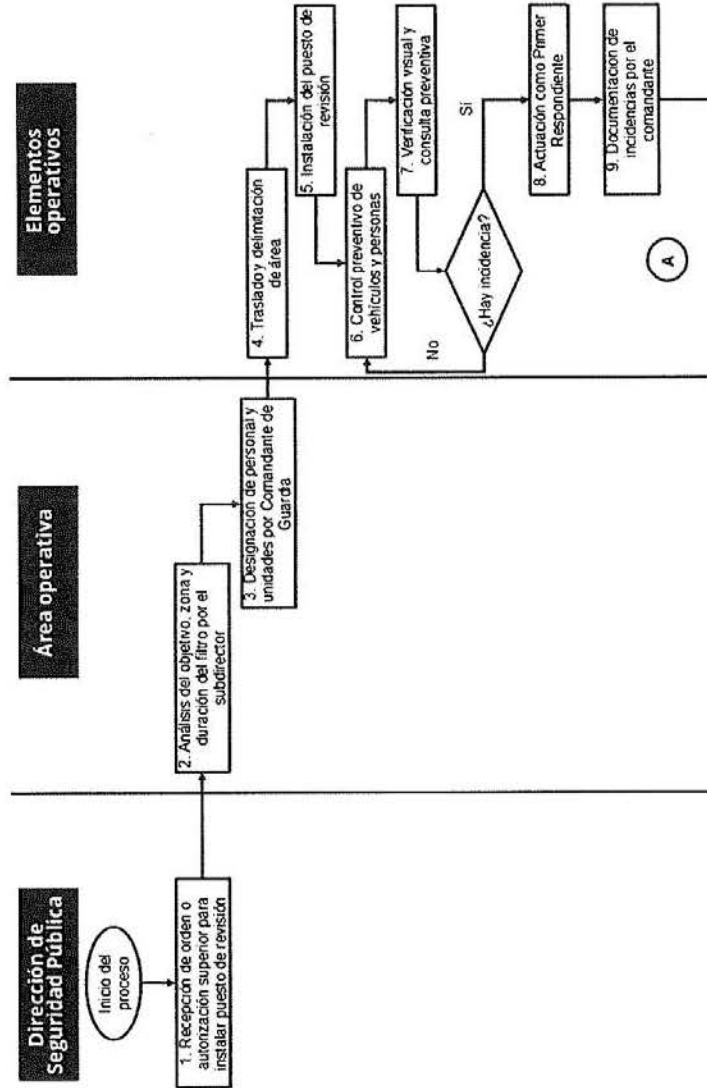 Dirección de
Seguridad Pública
Área operativa
Elementos
operativos
Inicio del
proceso
1. Recepción de orden o
autorización superior para
instalar puesto de revisión
2. Análisis del objetivo, zona y
duración del filtro por el
subdirector
3. Designación de personal y
unidades por Comandante de
Guardia
4. Traslado y delimitación
de área
5. Instalación del puesto de
revisión
6. Control preventivo de
vehículos y personas
7. Verificación visual y
consulta preventiva
¿Hay incidencia?
No
Sí
8. Actuación como Primer
Respondiente
9. Documentacion de
incidencias por el
comandante
A